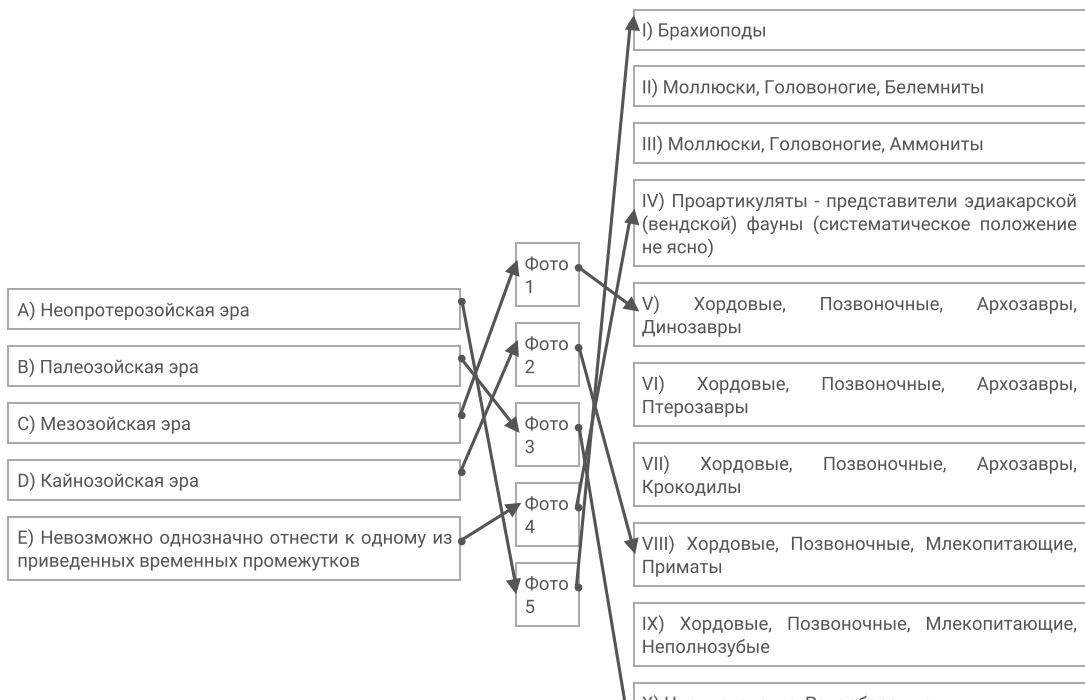 A) Неопротерозойская эра
B) Палеозойская эра
C) Мезозойская эра
D) Кайнозойская эра
E) Невозможно однозначно отнести к одному из
приведенных временных промежутков
Фото
1
Фото
2
Фото
3
Фото
4
Фото
5
I) Брахиоподы
II) Моллюски, Головоногие, Белемниты
III) Моллюски, Головоногие, Аммониты
IV) Проартикуляты - представители эдиакарской
(вендской) фауны (систематическое положение
не ясно)
V) Хордовые, Позвоночные, Архозавры,
Динозавры
VI) Хордовые, Позвоночные, Архозавры,
Птерозавры
VII) Хордовые, Позвоночные, Архозавры,
Крокодилы
VIII) Хордовые, Позвоночные, Млекопитающие,
Приматы
IX) Хордовые, Позвоночные, Млекопитающие,
Неполнозубые